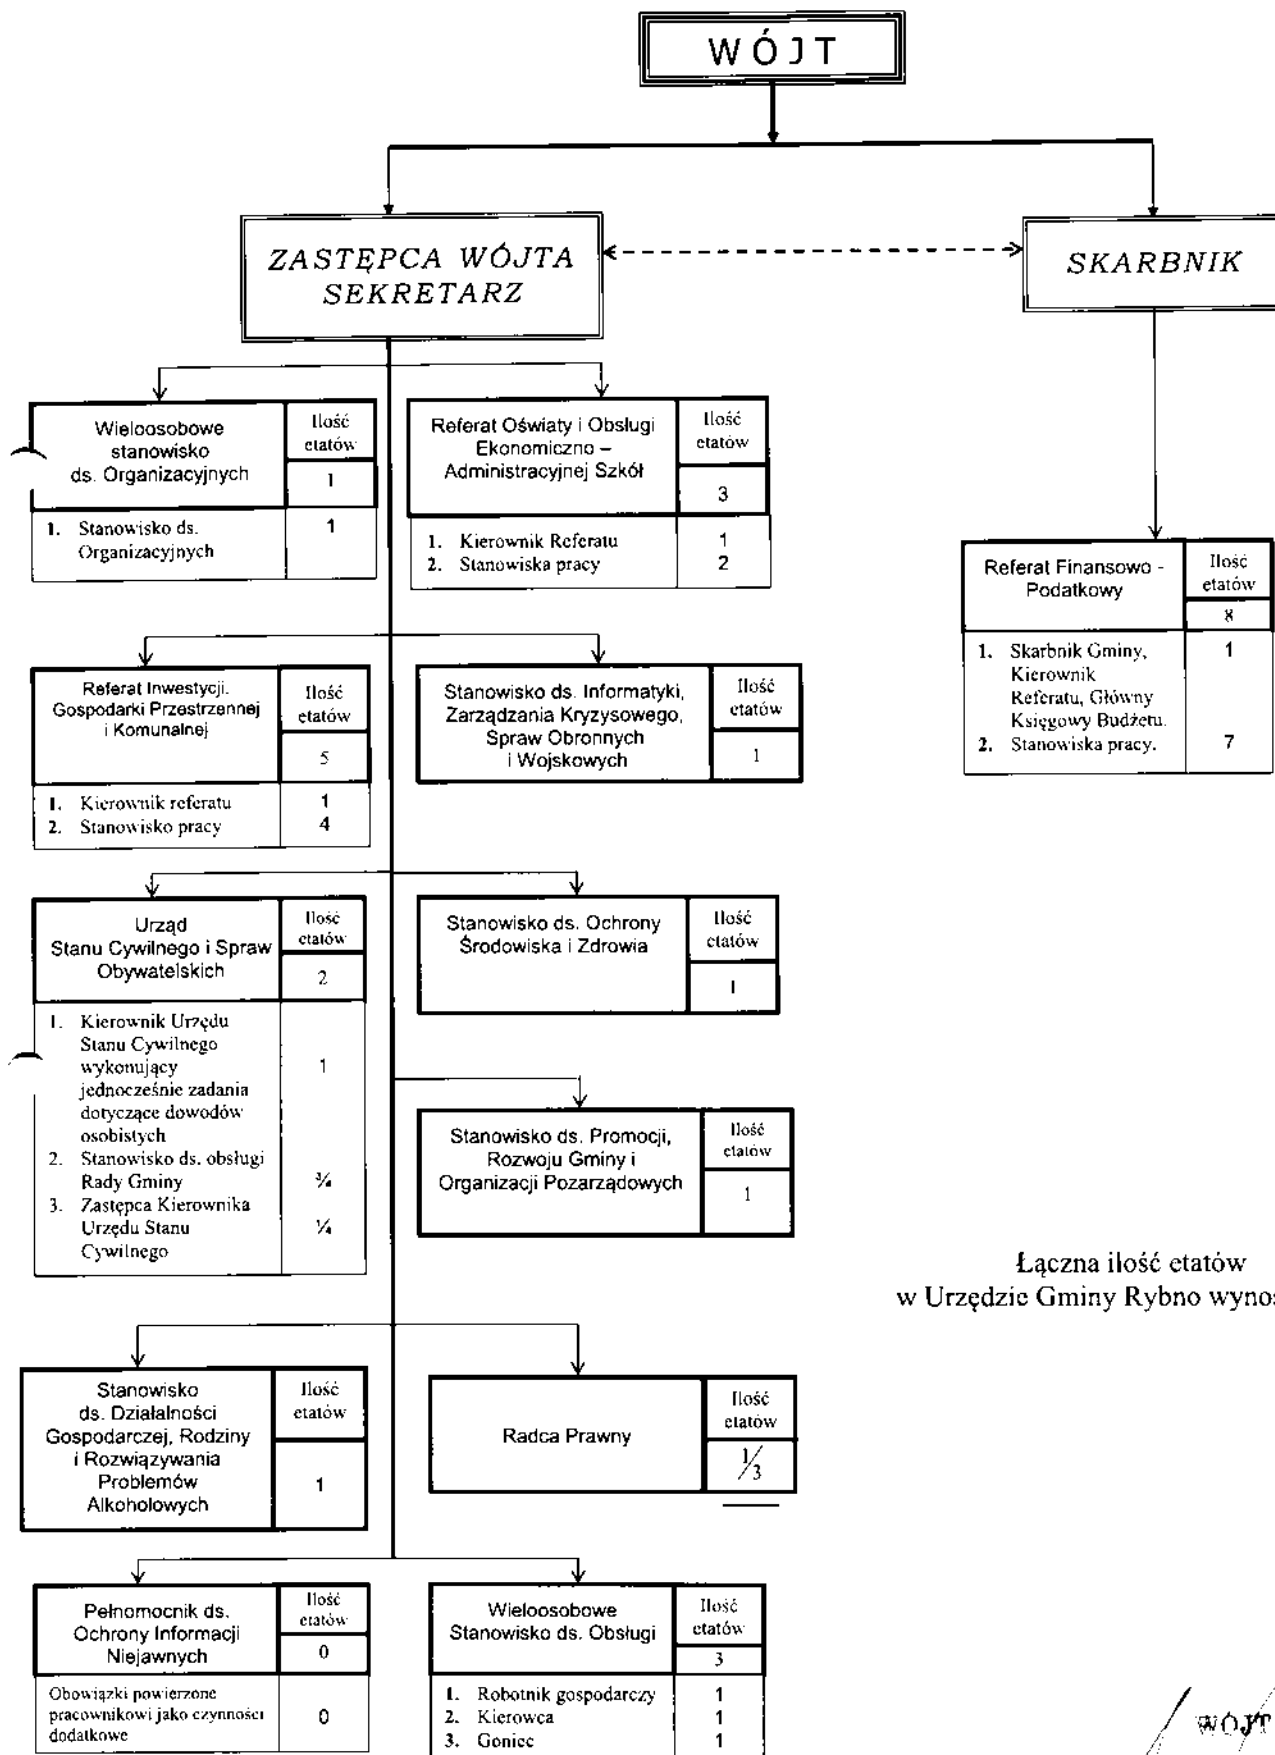 WÓJT
ZASTĘPCA WÓJTA
SEKRETARZ
SKARBNIK
Wieloosobowe
stanowisko
ds. Organizacyjnych
Ilość
etatów
1
1. Stanowisko ds.
Organizacyjnych
1
Referat Oświaty i Obsługi
Ekonomiczno –
Administracyjnej Szkół
Ilość
etatów
3
1. Kierownik Referatu 1
2. Stanowiska pracy 2
Referat Finansowo -
Podatkowy
Ilość
etatów
8
1. Skarbnik Gminy, 1
Kierownik
Referatu, Główny
Księgowy Budżetu.
2. Stanowiska pracy. 7
Referat Inwestycji.
Gospodarki Przestrzennej
i Komunalnej
Ilość
etatów
5
1. Kierownik referatu 1
2. Stanowisko pracy 4
Stanowisko ds. Informatyki,
Zarządzania Kryzysowego,
Spraw Obronnych
i Wojskowych
Ilość
etatów
1
Urząd
Stanu Cywilnego i Spraw
Obywatelskich
Ilość
etatów
2
1. Kierownik Urzędu
Stanu Cywilnego
wykonujący 1
jednocześnie zadania
dotyczące dowodów
osobistych
2. Stanowisko ds. obsługi
Rady Gminy ¾
3. Zastępca Kierownika
Urzędu Stanu ¼
Cywilnego
Stanowisko ds. Ochrony
Środowiska i Zdrowia
Ilość
etatów
1
Stanowisko ds. Promocji,
Rozwoju Gminy i
Organizacji Pozarządowych
Ilość
etatów
1
Łączna ilość etatów
w Urzędzie Gminy Rybno wynos
Stanowisko
ds. Działalności
Gospodarczej, Rodziny
i Rozwiązywania
Problemów
Alkoholowych
Ilość
etatów
1
Radca Prawny
Ilość
etatów
1/3
Pełnomocnik ds.
Ochrony Informacji
Niejawnych
Ilość
etatów
0
Obowiązki powierzone
pracownikowi jako czynności
dodatkowe
0
Wieloosobowe
Stanowisko ds. Obsługi
Ilość
etatów
3
1. Robotnik gospodarczy 1
2. Kierowca 1
3. Goniec 1
WÓJT